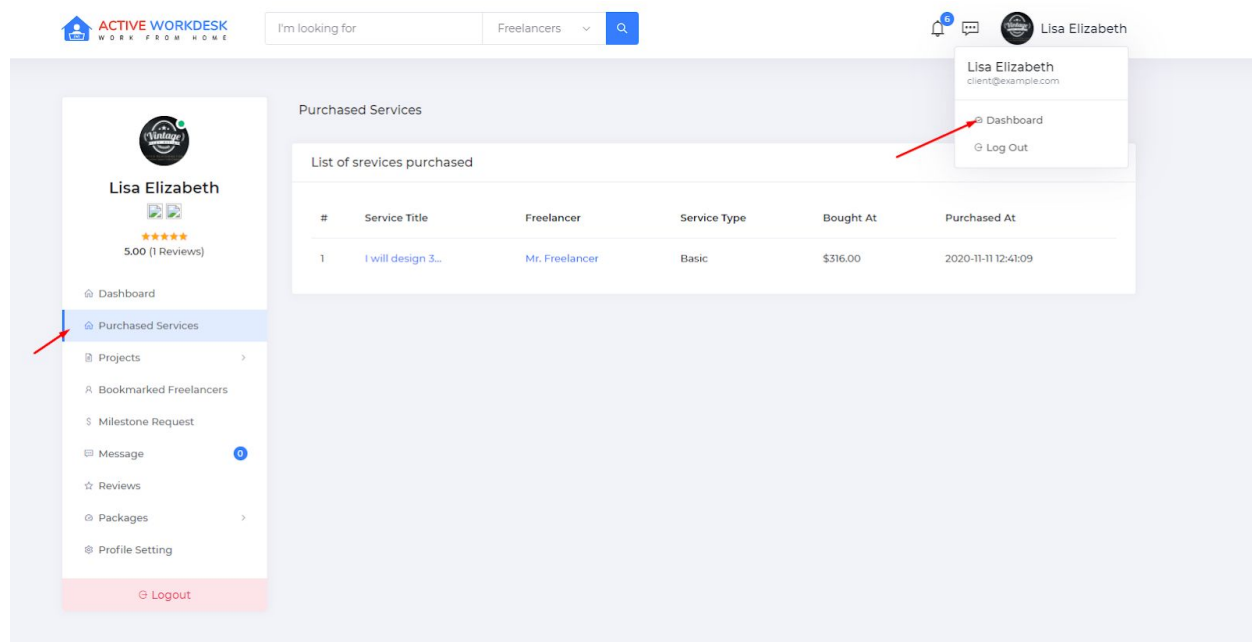 ACTIVE WORKDESK
WORK FROM HOME
I'm looking for
Freelancers
6
Lisa Elizabeth
Lisa Elizabeth
client@example.com
Dashboard
Log Out
Vintage
Lisa Elizabeth
5.00 (1 Reviews)
Dashboard
Purchased Services
Projects
Bookmarked Freelancers
Milestone Request
Message 0
Reviews
Packages
Profile Setting
Logout
Purchased Services
List of srevices purchased
# Service Title Freelancer Service Type Bought At Purchased At
1 I will design 3... Mr. Freelancer Basic $316.00 2020-11-11 12:41:09